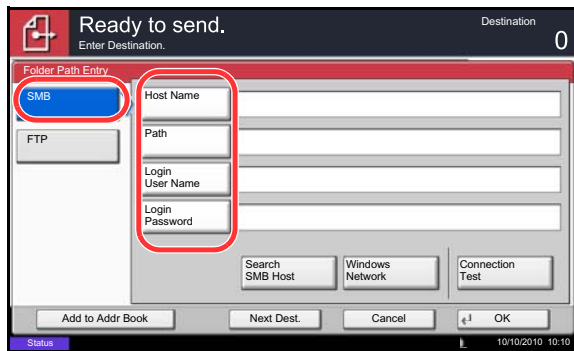 Ready to send.
Destination
Enter Destination.
0
Folder Path Entry
SMB
Host Name
FTP
Path
Login
User Name
Login
Password
Search
SMB Host
Windows
Network
Connection
Test
Add to Addr Book
Next Dest.
Cancel
OK
Status
10/10/2010 10:10